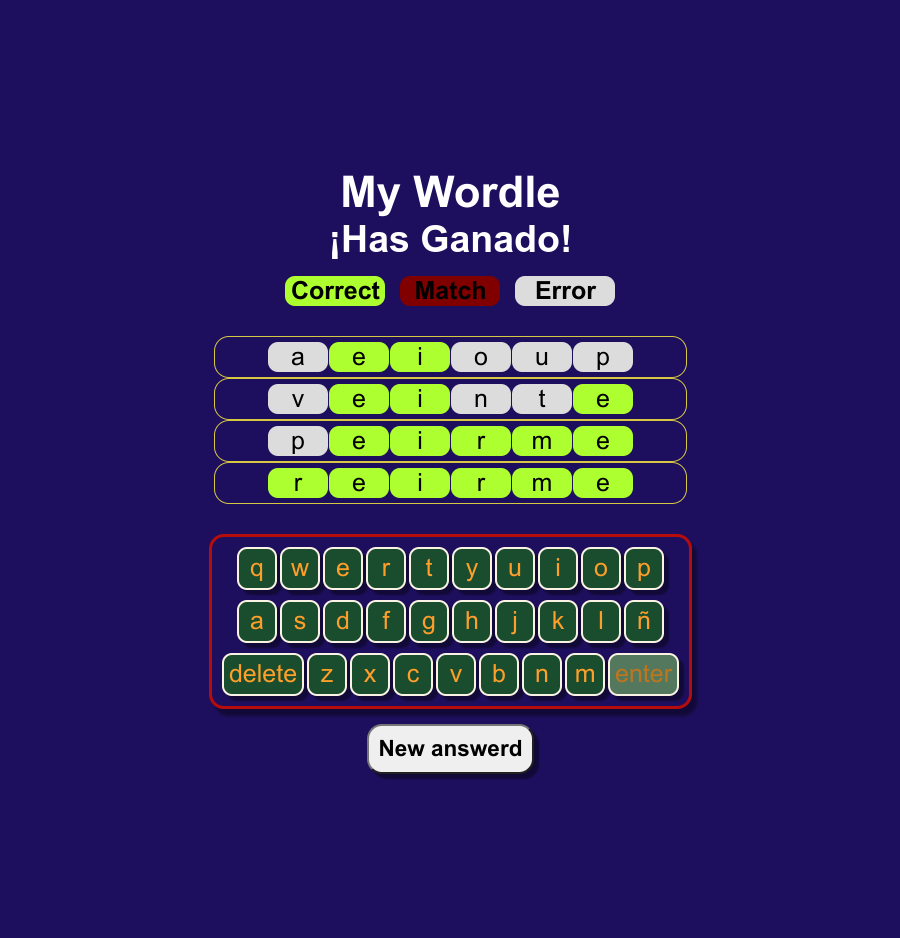 My Wordle
¡Has Ganado!
Correct Match Error
a e i o u p
v e i n t e
p e i r m e
r e i r m e
q w e r t y u i o p
a s d f g h j k l ñ
delete z x c v b n m enter
New answerd